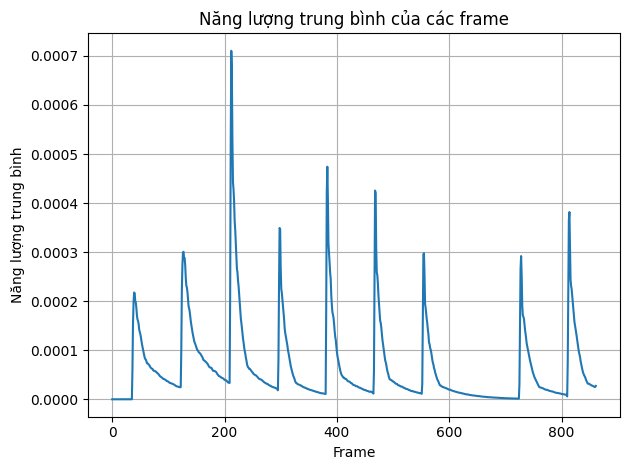 Năng lượng trung bình của các frame
Năng lượng trung bình
0.0007
0.0006
0.0005
0.0004
0.0003
0.0002
0.0001
0.0000
0 200 400 600 800
Frame